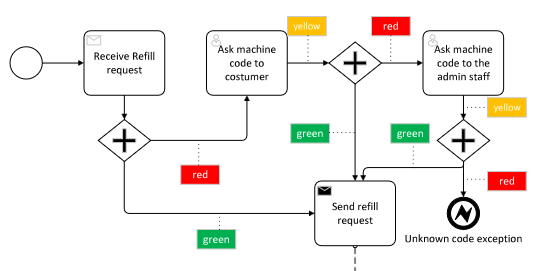 yellow
red
Receive Refill
request
Ask machine
code to
costumer
Ask machine
code to the
admin staff
yellow
green
green
red
red
Send refill
request
green
Unknown code exception